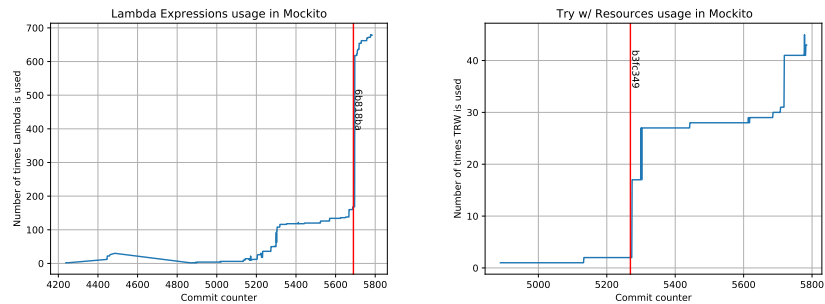 Lambda Expressions usage in Mockito
Number of times Lambda is used
700
600
500
400
300
200
100
0
6b818ba
4200 4400 4600 4800 5000 5200 5400 5600 5800
Commit counter
Try w/ Resources usage in Mockito
Number of times TRW is used
40
30
20
10
0
b3fc349
5000 5200 5400 5600 5800
Commit counter